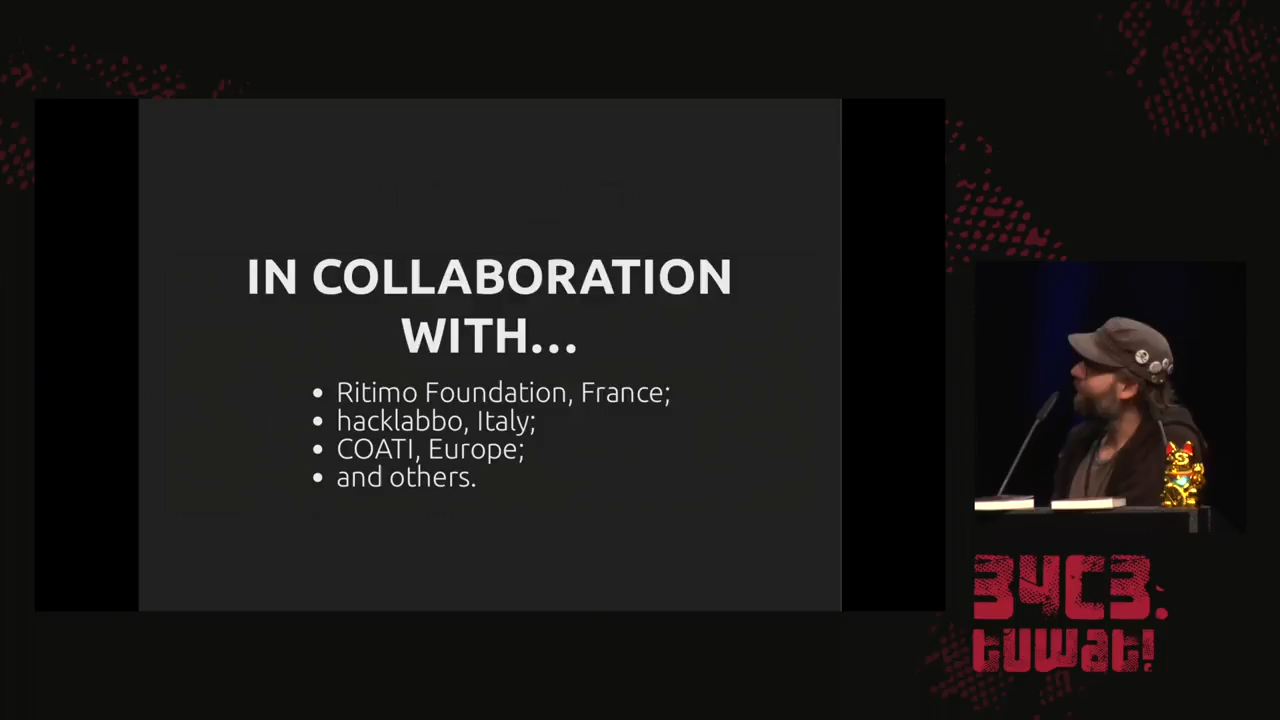 IN COLLABORATION
WITH...
• Ritimo Foundation, France;
• hacklabbo, Italy;
• COATI, Europe;
• and others.
34C3.
tuwat!